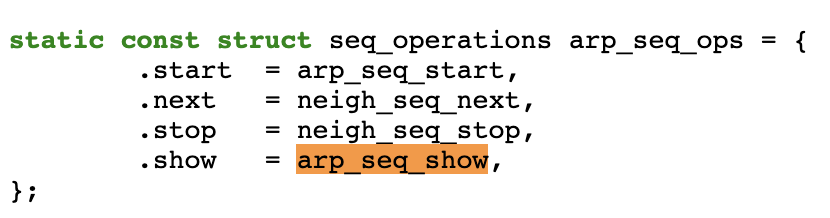 static const struct seq_operations arp_seq_ops = {
        .start  = arp_seq_start,
        .next   = neigh_seq_next,
        .stop   = neigh_seq_stop,
        .show   = arp_seq_show,
};